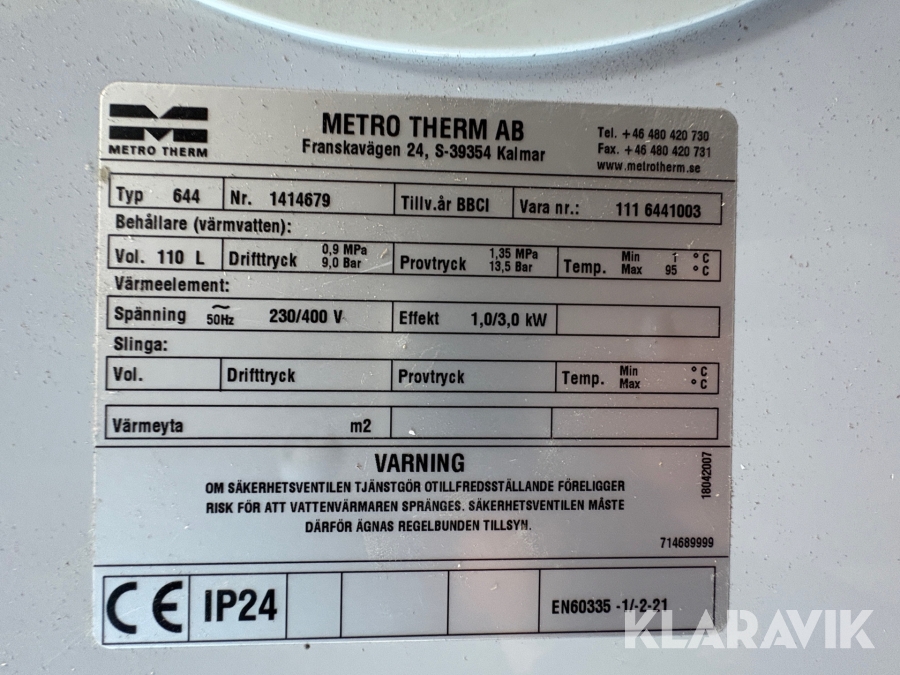 METRO THERM
METRO THERM AB
Franskavägen 24, S-39354 Kalmar
Tel. +46 480 420 730
Fax. +46 480 420 731
www.metrotherm.se
Typ 644 Nr. 1414679 Tillv.år BBCI Vara nr.: 111 6441003
Behållare (värmvatten):
Vol. 110 L Drifttryck 0,9 MPa 9,0 Bar Provtryck 1,35 MPa 13,5 Bar Temp. Min 1 °C Max 95 °C
Värmeelement:
Spänning ~ 50Hz 230/400 V Effekt 1,0/3,0 kW
Slinga:
Vol. Drifttryck Provtryck Temp. Min °C Max °C
Värmeyta m2
VARNING
OM SÄKERHETSVENTILEN TJÄNSTGÖR OTILLFREDSSTÄLLANDE FÖRELIGGER
RISK FÖR ATT VATTENVÄRMAREN SPRÄNGES. SÄKERHETSVENTILEN MÅSTE
DÄRFÖR ÄGNAS REGELBUNDEN TILLSYN.
18042007
714689999
CE IP24 EN60335 -1/-2-21
KLARAVIK